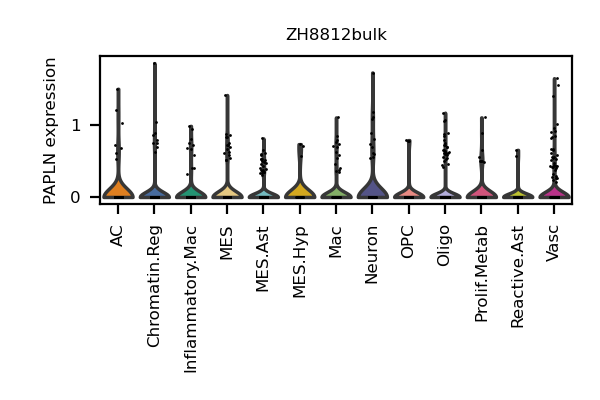 ZH8812bulk
PAPLN expression
1
0
AC
Chromatin.Reg
Inflammatory.Mac
MES
MES.Ast
MES.Hyp
Mac
Neuron
OPC
Oligo
Prolif.Metab
Reactive.Ast
Vasc